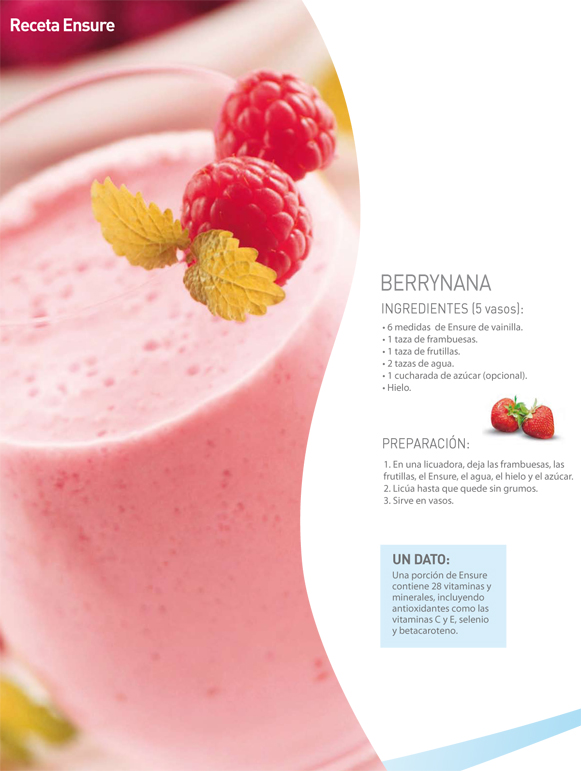 Receta Ensure
BERRYNANA
INGREDIENTES (5 vasos):
• 6 medidas de Ensure de vainilla.
• 1 taza de frambuesas.
• 1 taza de frutillas.
• 2 tazas de agua.
• 1 cucharada de azúcar (opcional).
• Hielo.
PREPARACIÓN:
1. En una licuadora, deja las frambuesas, las
frutillas, el Ensure, el agua, el hielo y el azúcar.
2. Licúa hasta que quede sin grumos.
3. Sirve en vasos.
UN DATO:
Una porción de Ensure
contiene 28 vitaminas y
minerales, incluyendo
antioxidantes como las
vitaminas C y E, selenio
y betacaroteno.